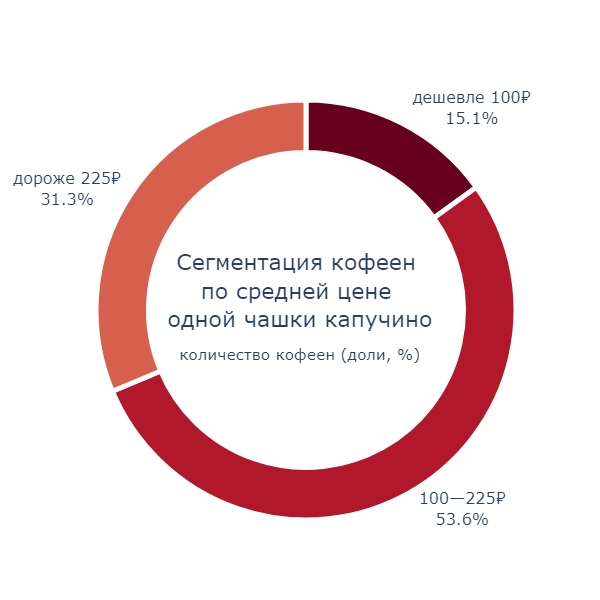 дешевле 100₽
15.1%
дороже 225₽
31.3%
Сегментация кофеен
по средней цене
одной чашки капучино
количество кофеен (доли, %)
100—225₽
53.6%